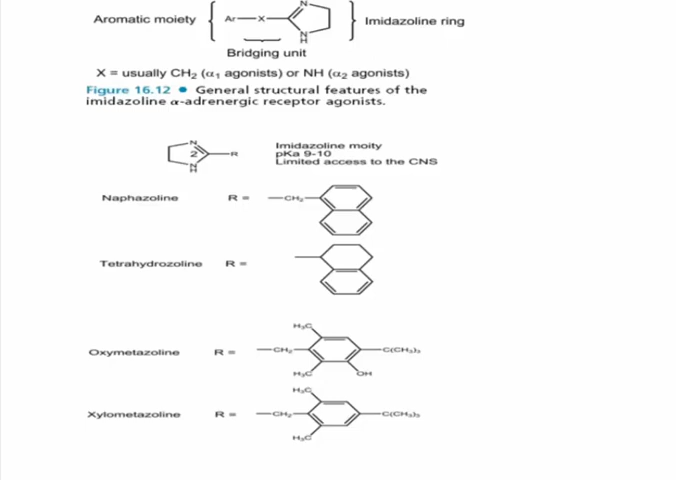 Aromatic moiety
Ar—X—
N
N
H
Imidazoline ring
Bridging unit
X = usually CH₂ (α₁ agonists) or NH (α₂ agonists)
Figure 16.12 • General structural features of the
imidazoline α-adrenergic receptor agonists.
N
2
R
N
H
Imidazoline moity
pKa 9-10
Limited access to the CNS
Naphazoline R = —CH₂—
Tetrahydrozoline R =
H₃C
Oxymetazoline R = —CH₂ C(CH₃)₃
H₃C OH
H₃C
Xylometazoline R = —CH₂ C(CH₃)₃
H₃C